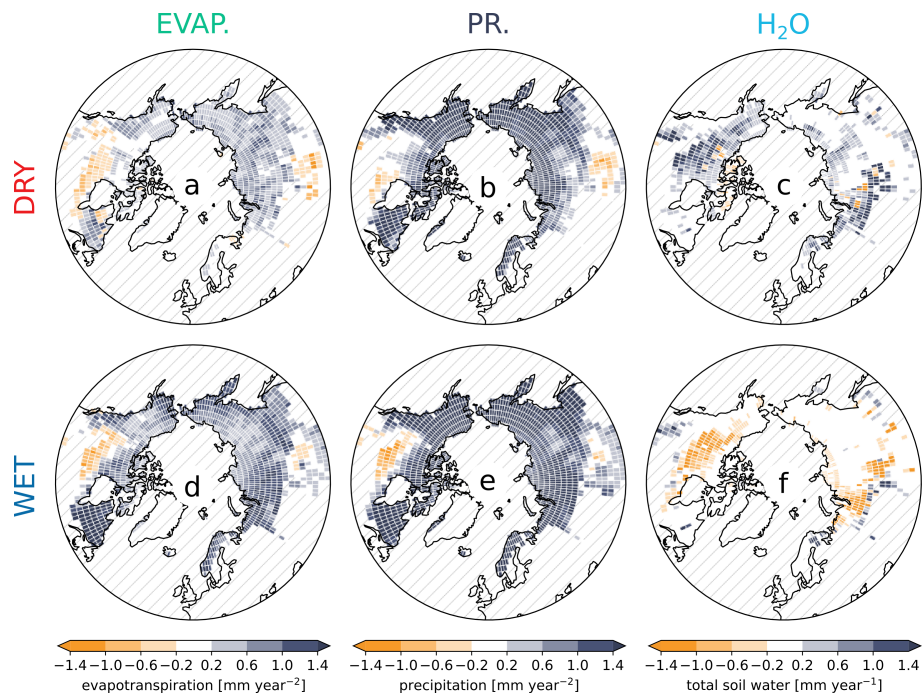 EVAP. PR. H₂O
DRY
a b c
WET
d e f
−1.4 −1.0 −0.6 −0.2 0.2 0.6 1.0 1.4 −1.4 −1.0 −0.6 −0.2 0.2 0.6 1.0 1.4 −1.4 −1.0 −0.6 −0.2 0.2 0.6 1.0 1.4
evapotranspiration [mm year⁻²] precipitation [mm year⁻²] total soil water [mm year⁻¹]